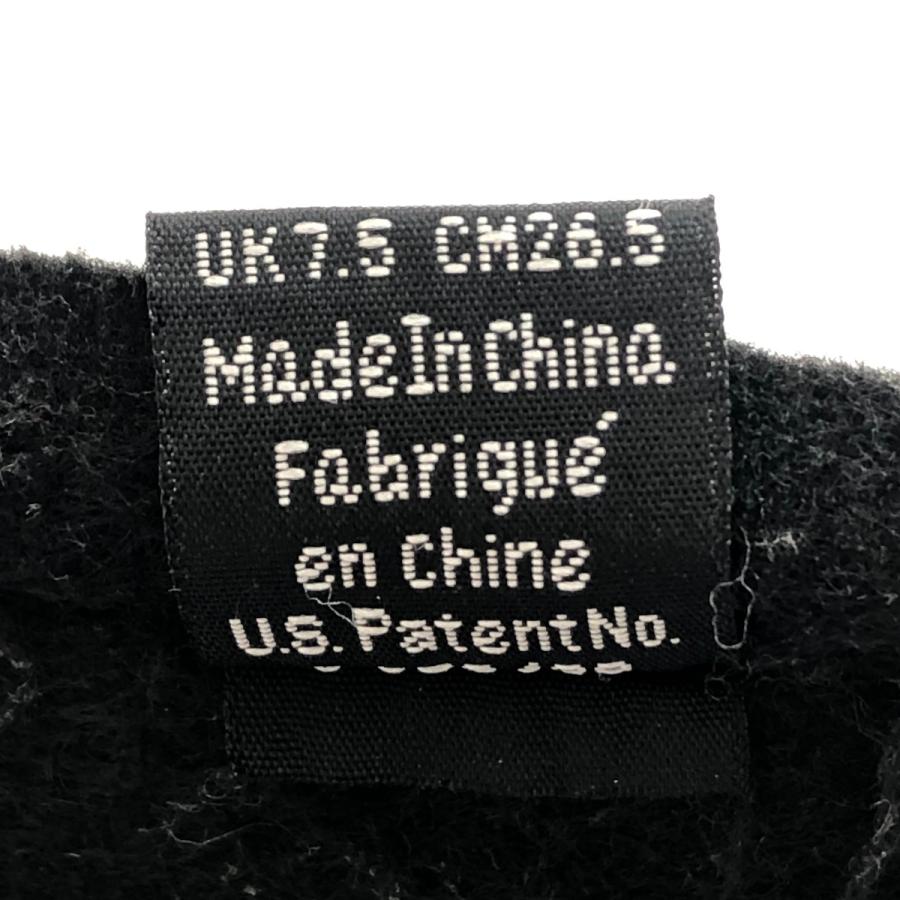 UK7.5 CM26.5
MadeInChina
Fabriqué
en Chine
U.S.PatentNo.